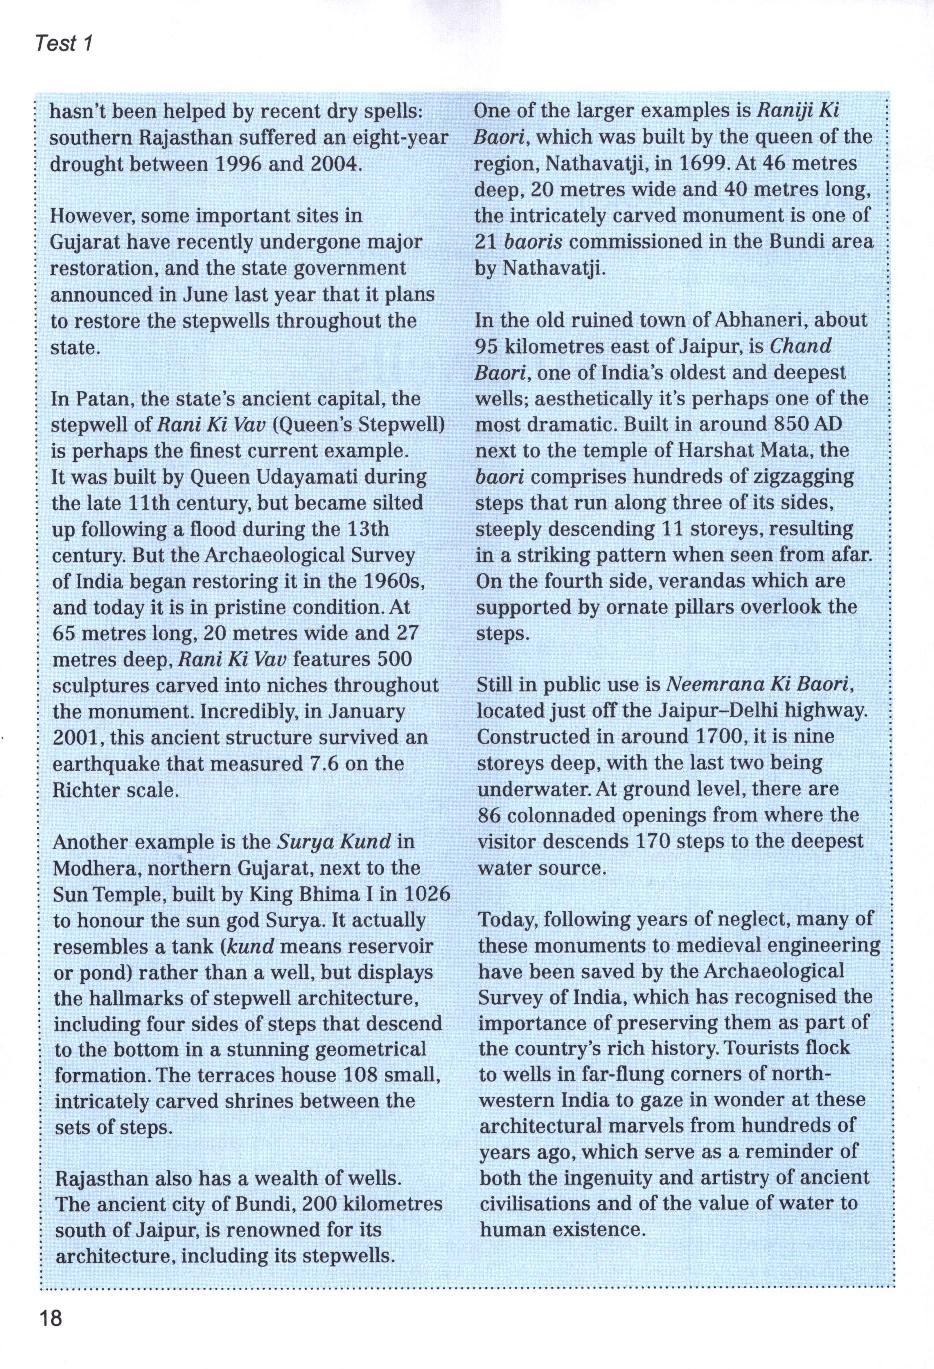 Test 1
hasn't been helped by recent dry spells:
southern Rajasthan suffered an eight-year
drought between 1996 and 2004.
However, some important sites in
Gujarat have recently undergone major
restoration, and the state government
announced in June last year that it plans
to restore the stepwells throughout the
state.
In Patan, the state's ancient capital, the
stepwell of Rani Ki Vav (Queen's Stepwell)
is perhaps the finest current example.
It was built by Queen Udayamati during
the late 11th century, but became silted
up following a flood during the 13th
century. But the Archaeological Survey
of India began restoring it in the 1960s,
and today it is in pristine condition. At
65 metres long, 20 metres wide and 27
metres deep, Rani Ki Vav features 500
sculptures carved into niches throughout
the monument. Incredibly, in January
2001, this ancient structure survived an
earthquake that measured 7.6 on the
Richter scale.
Another example is the Surya Kund in
Modhera, northern Gujarat, next to the
Sun Temple, built by King Bhima I in 1026
to honour the sun god Surya. It actually
resembles a tank (kund means reservoir
or pond) rather than a well, but displays
the hallmarks of stepwell architecture,
including four sides of steps that descend
to the bottom in a stunning geometrical
formation. The terraces house 108 small,
intricately carved shrines between the
sets of steps.
Rajasthan also has a wealth of wells.
The ancient city of Bundi, 200 kilometres
south of Jaipur, is renowned for its
architecture, including its stepwells.
One of the larger examples is Raniji Ki
Baori, which was built by the queen of the
region, Nathavatji, in 1699. At 46 metres
deep, 20 metres wide and 40 metres long,
the intricately carved monument is one of
21 baoris commissioned in the Bundi area
by Nathavatji.
In the old ruined town of Abhaneri, about
95 kilometres east of Jaipur, is Chand
Baori, one of India's oldest and deepest
wells; aesthetically it's perhaps one of the
most dramatic. Built in around 850 AD
next to the temple of Harshat Mata, the
baori comprises hundreds of zigzagging
steps that run along three of its sides,
steeply descending 11 storeys, resulting
in a striking pattern when seen from afar.
On the fourth side, verandas which are
supported by ornate pillars overlook the
steps.
Still in public use is Neemrana Ki Baori,
located just off the Jaipur–Delhi highway.
Constructed in around 1700, it is nine
storeys deep, with the last two being
underwater. At ground level, there are
86 colonnaded openings from where the
visitor descends 170 steps to the deepest
water source.
Today, following years of neglect, many of
these monuments to medieval engineering
have been saved by the Archaeological
Survey of India, which has recognised the
importance of preserving them as part of
the country's rich history. Tourists flock
to wells in far-flung corners of north-
western India to gaze in wonder at these
architectural marvels from hundreds of
years ago, which serve as a reminder of
both the ingenuity and artistry of ancient
civilisations and of the value of water to
human existence.
18